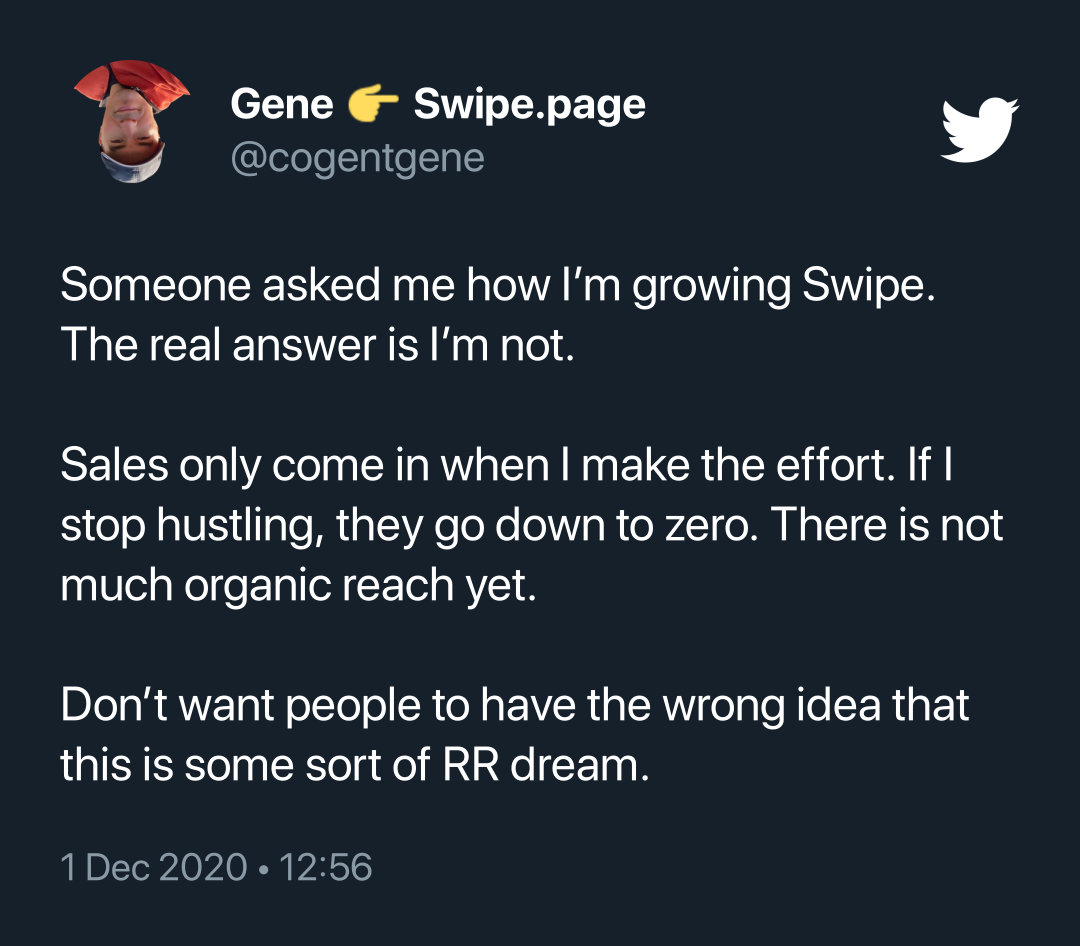 Gene 👉 Swipe.page
@cogentgene
Someone asked me how I’m growing Swipe.
The real answer is I’m not.
Sales only come in when I make the effort. If I
stop hustling, they go down to zero. There is not
much organic reach yet.
Don’t want people to have the wrong idea that
this is some sort of RR dream.
1 Dec 2020 • 12:56